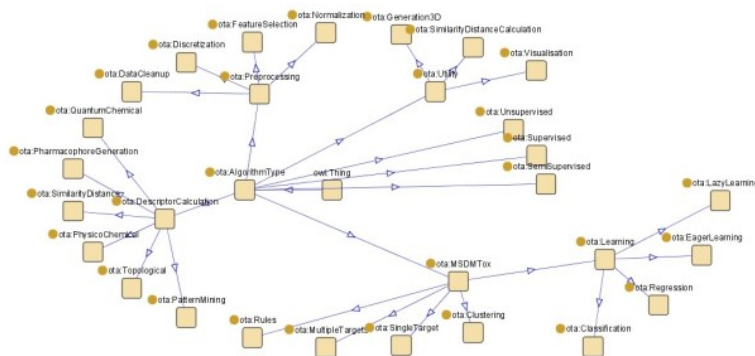 ota:FeatureSelection
ota:Normalization
ota:Generation3D
ota:SimilarityDistanceCalculation
ota:Discretization
ota:Visualisation
ota:DataCleanup
ota:Preprocessing
ota:Utility
ota:QuantumChemical
ota:Unsupervised
ota:PharmacophoreGeneration
ota:Supervised
ota:AlgorithmType
owl:Thing
ota:SemiSupervised
ota:SimilarityDistance
ota:DescriptorCalculation
ota:LazyLearning
ota:PhysicoChemical
ota:Learning
ota:EagerLearning
ota:Topological
ota:MSDMTox
ota:PatternMining
ota:Regression
ota:Rules
ota:MultipleTargets
ota:SingleTarget
ota:Clustering
ota:Classification